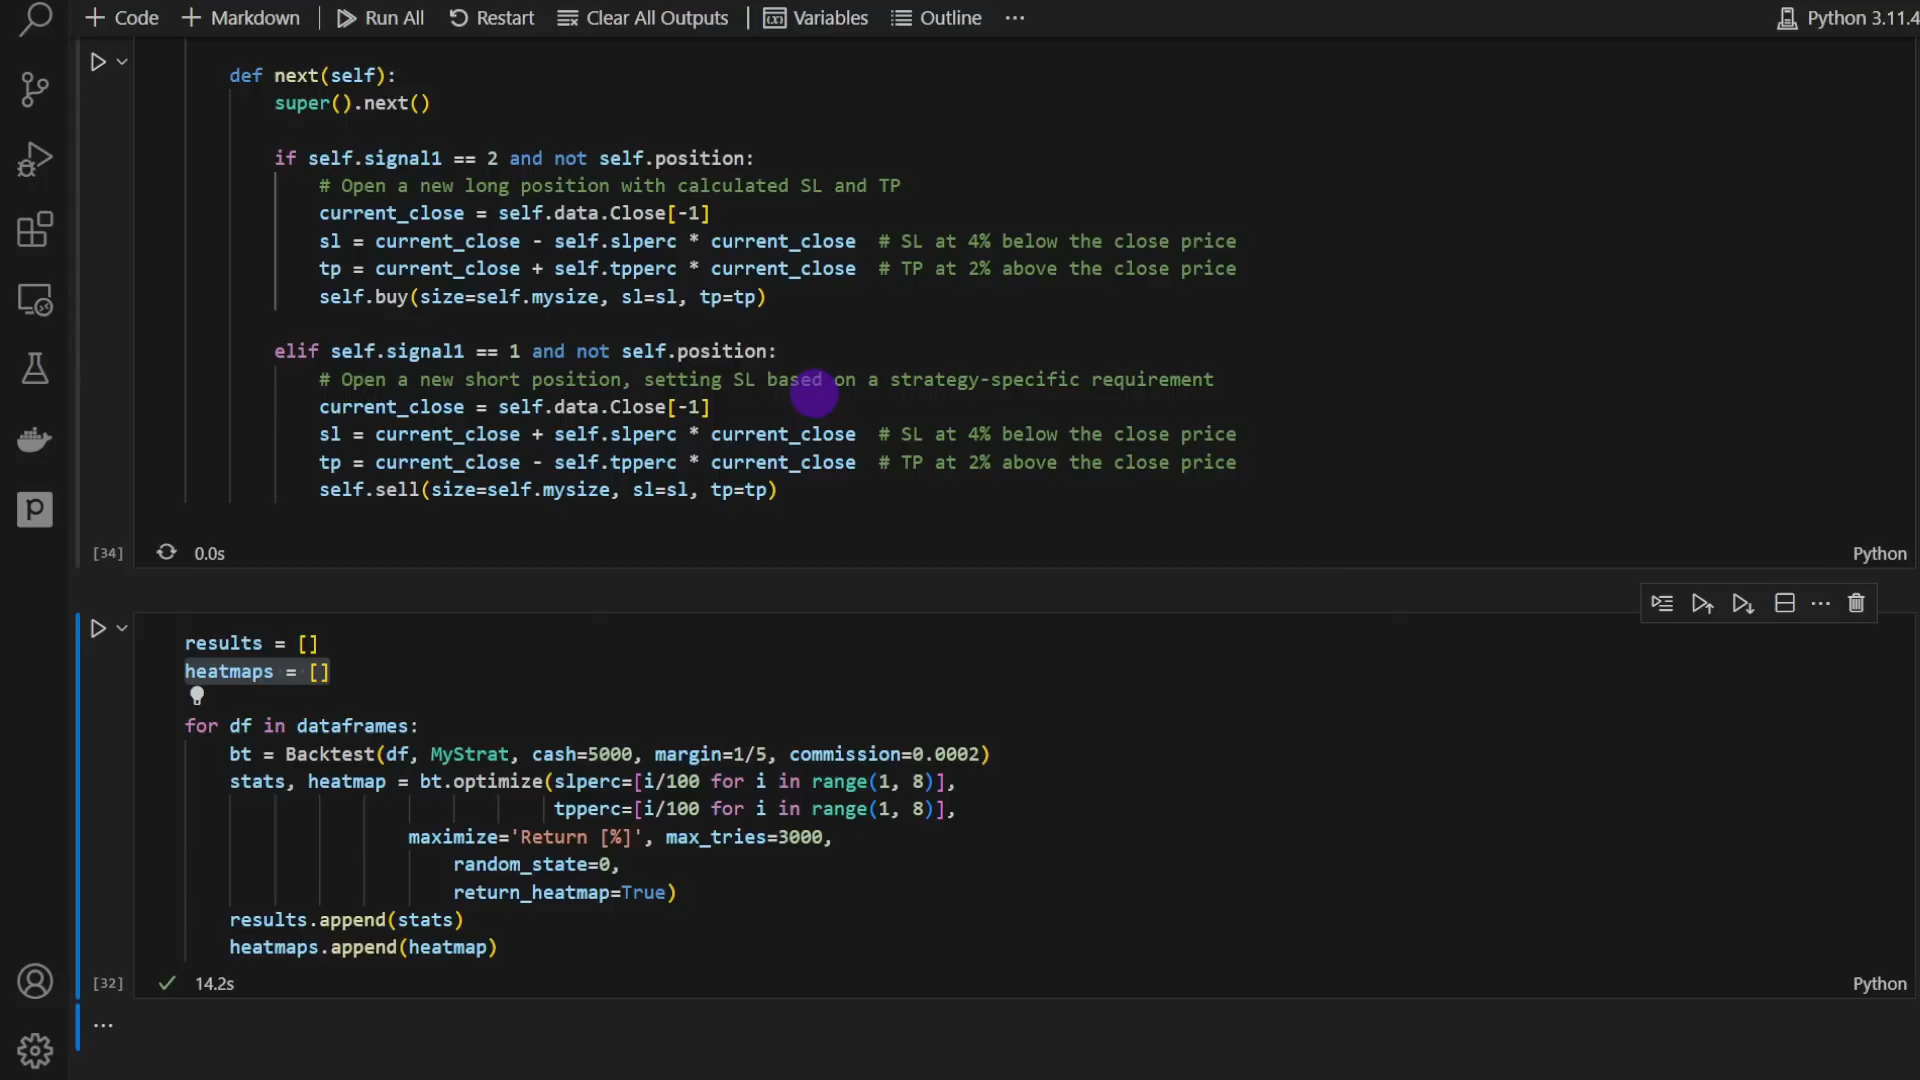 Code Markdown Run All Restart Clear All Outputs Variables Outline ... Python 3.11.4
def next(self):
super().next()
if self.signal1 == 2 and not self.position:
# Open a new long position with calculated SL and TP
current_close = self.data.Close[-1]
sl = current_close - self.slperc * current_close # SL at 4% below the close price
tp = current_close + self.tpperc * current_close # TP at 2% above the close price
self.buy(size=self.mysize, sl=sl, tp=tp)
elif self.signal1 == 1 and not self.position:
# Open a new short position, setting SL based on a strategy-specific requirement
current_close = self.data.Close[-1]
sl = current_close + self.slperc * current_close # SL at 4% below the close price
tp = current_close - self.tpperc * current_close # TP at 2% above the close price
self.sell(size=self.mysize, sl=sl, tp=tp)
[34] 0.0s Python
results = []
heatmaps = []
for df in dataframes:
bt = Backtest(df, MyStrat, cash=5000, margin=1/5, commission=0.0002)
stats, heatmap = bt.optimize(slperc=[i/100 for i in range(1, 8)],
tpperc=[i/100 for i in range(1, 8)],
maximize='Return [%]', max_tries=3000,
random_state=0,
return_heatmap=True)
results.append(stats)
heatmaps.append(heatmap)
[32] 14.2s Python
...